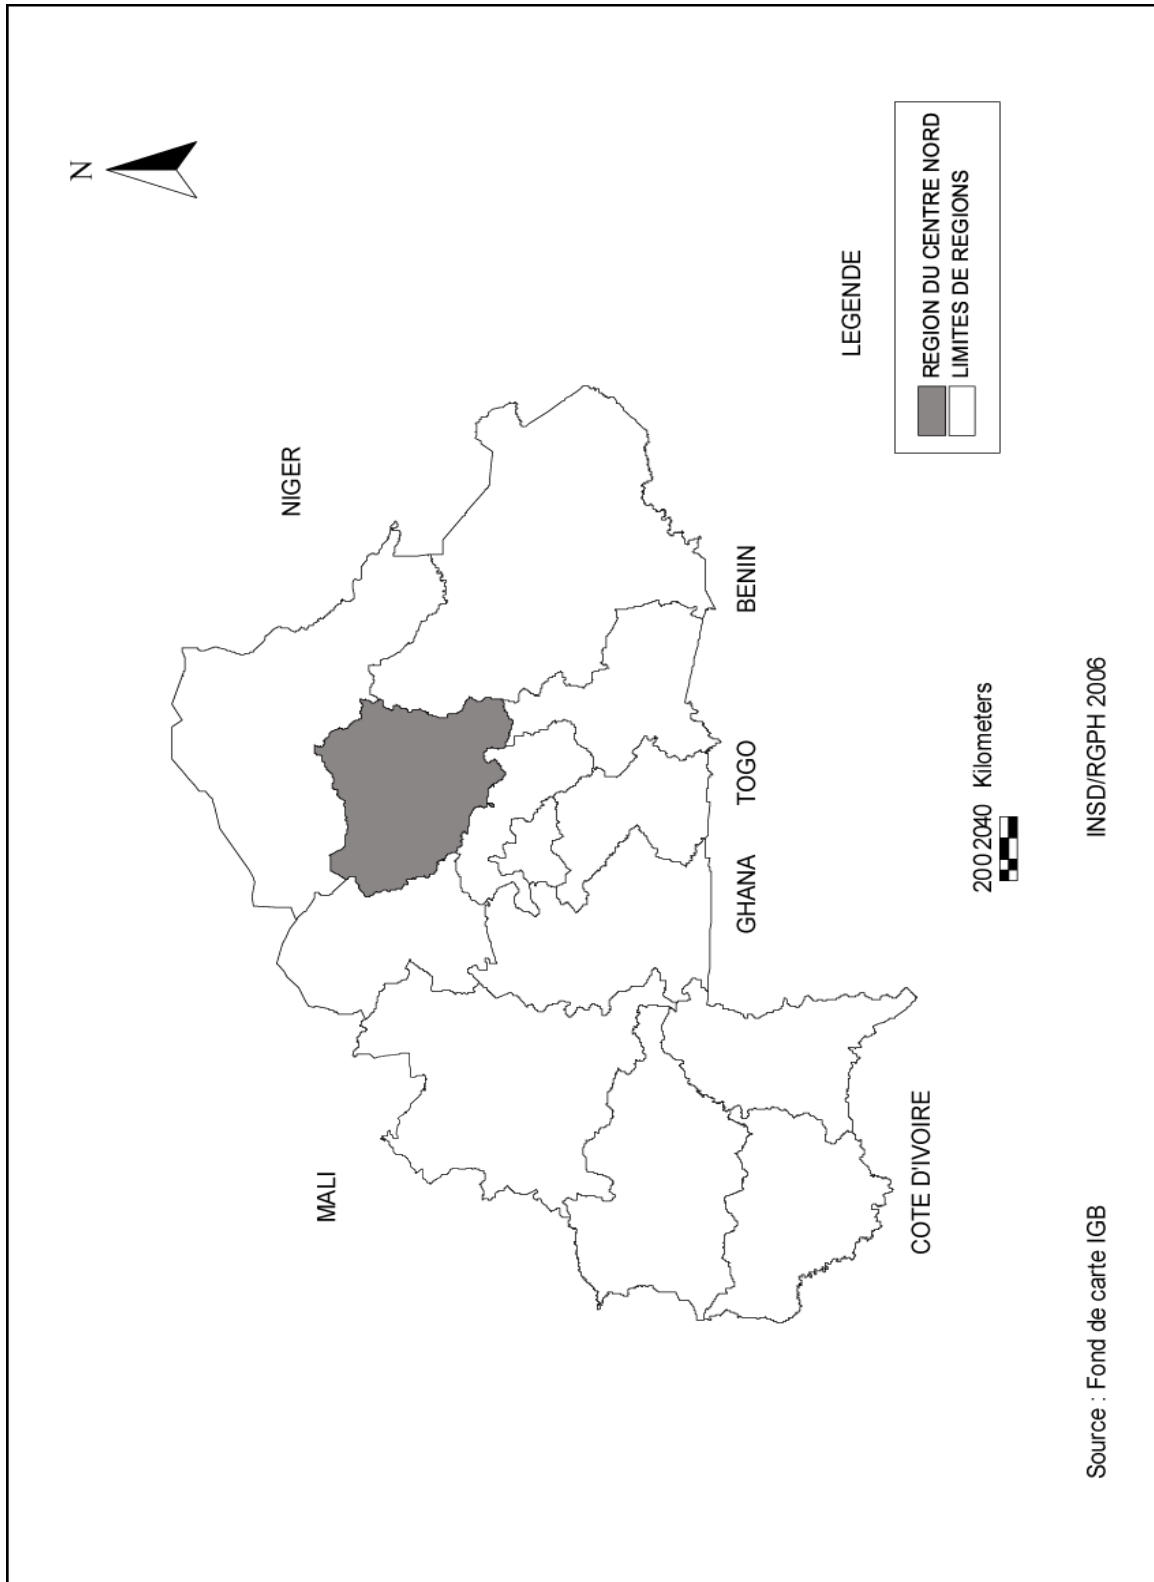 N
NIGER
MALI
LEGENDE
REGION DU CENTRE NORD
LIMITES DE REGIONS
BENIN
TOGO
GHANA
COTE D'IVOIRE
20 0 20 40 Kilometers
Source : Fond de carte IGB
INSD/RGPH 2006